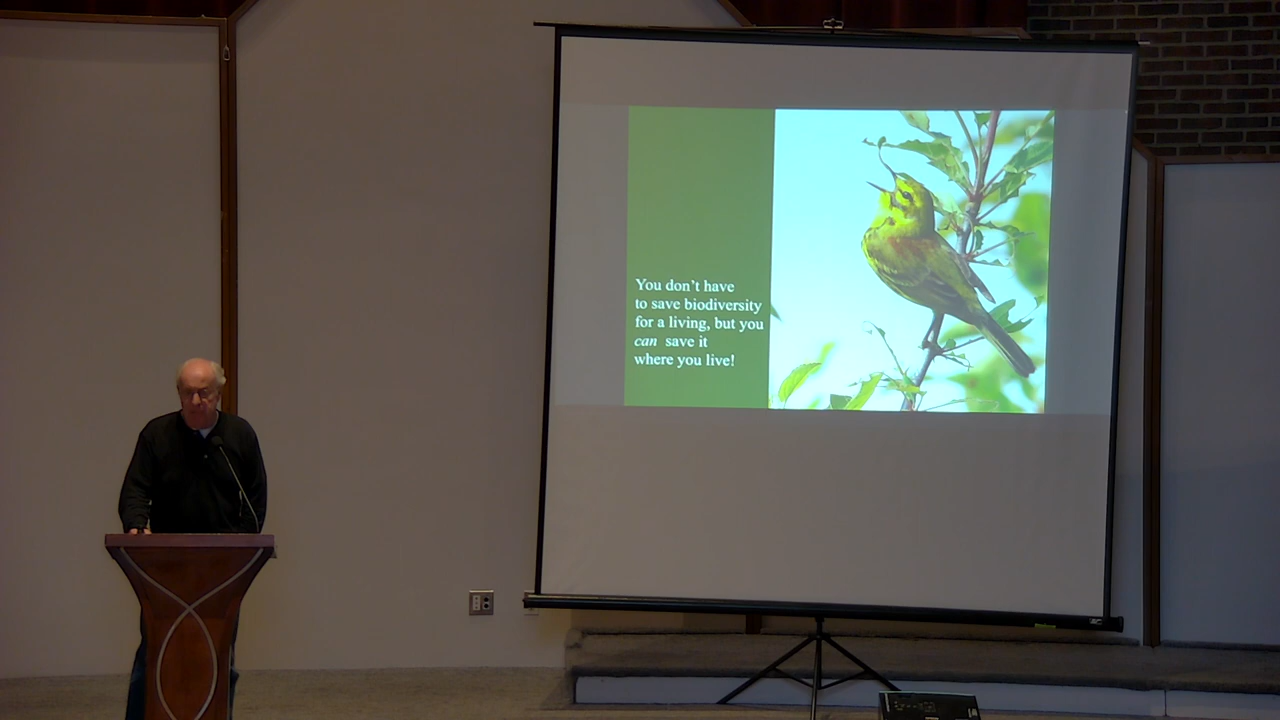 You don't have
to save biodiversity
for a living, but you
can save it
where you live!